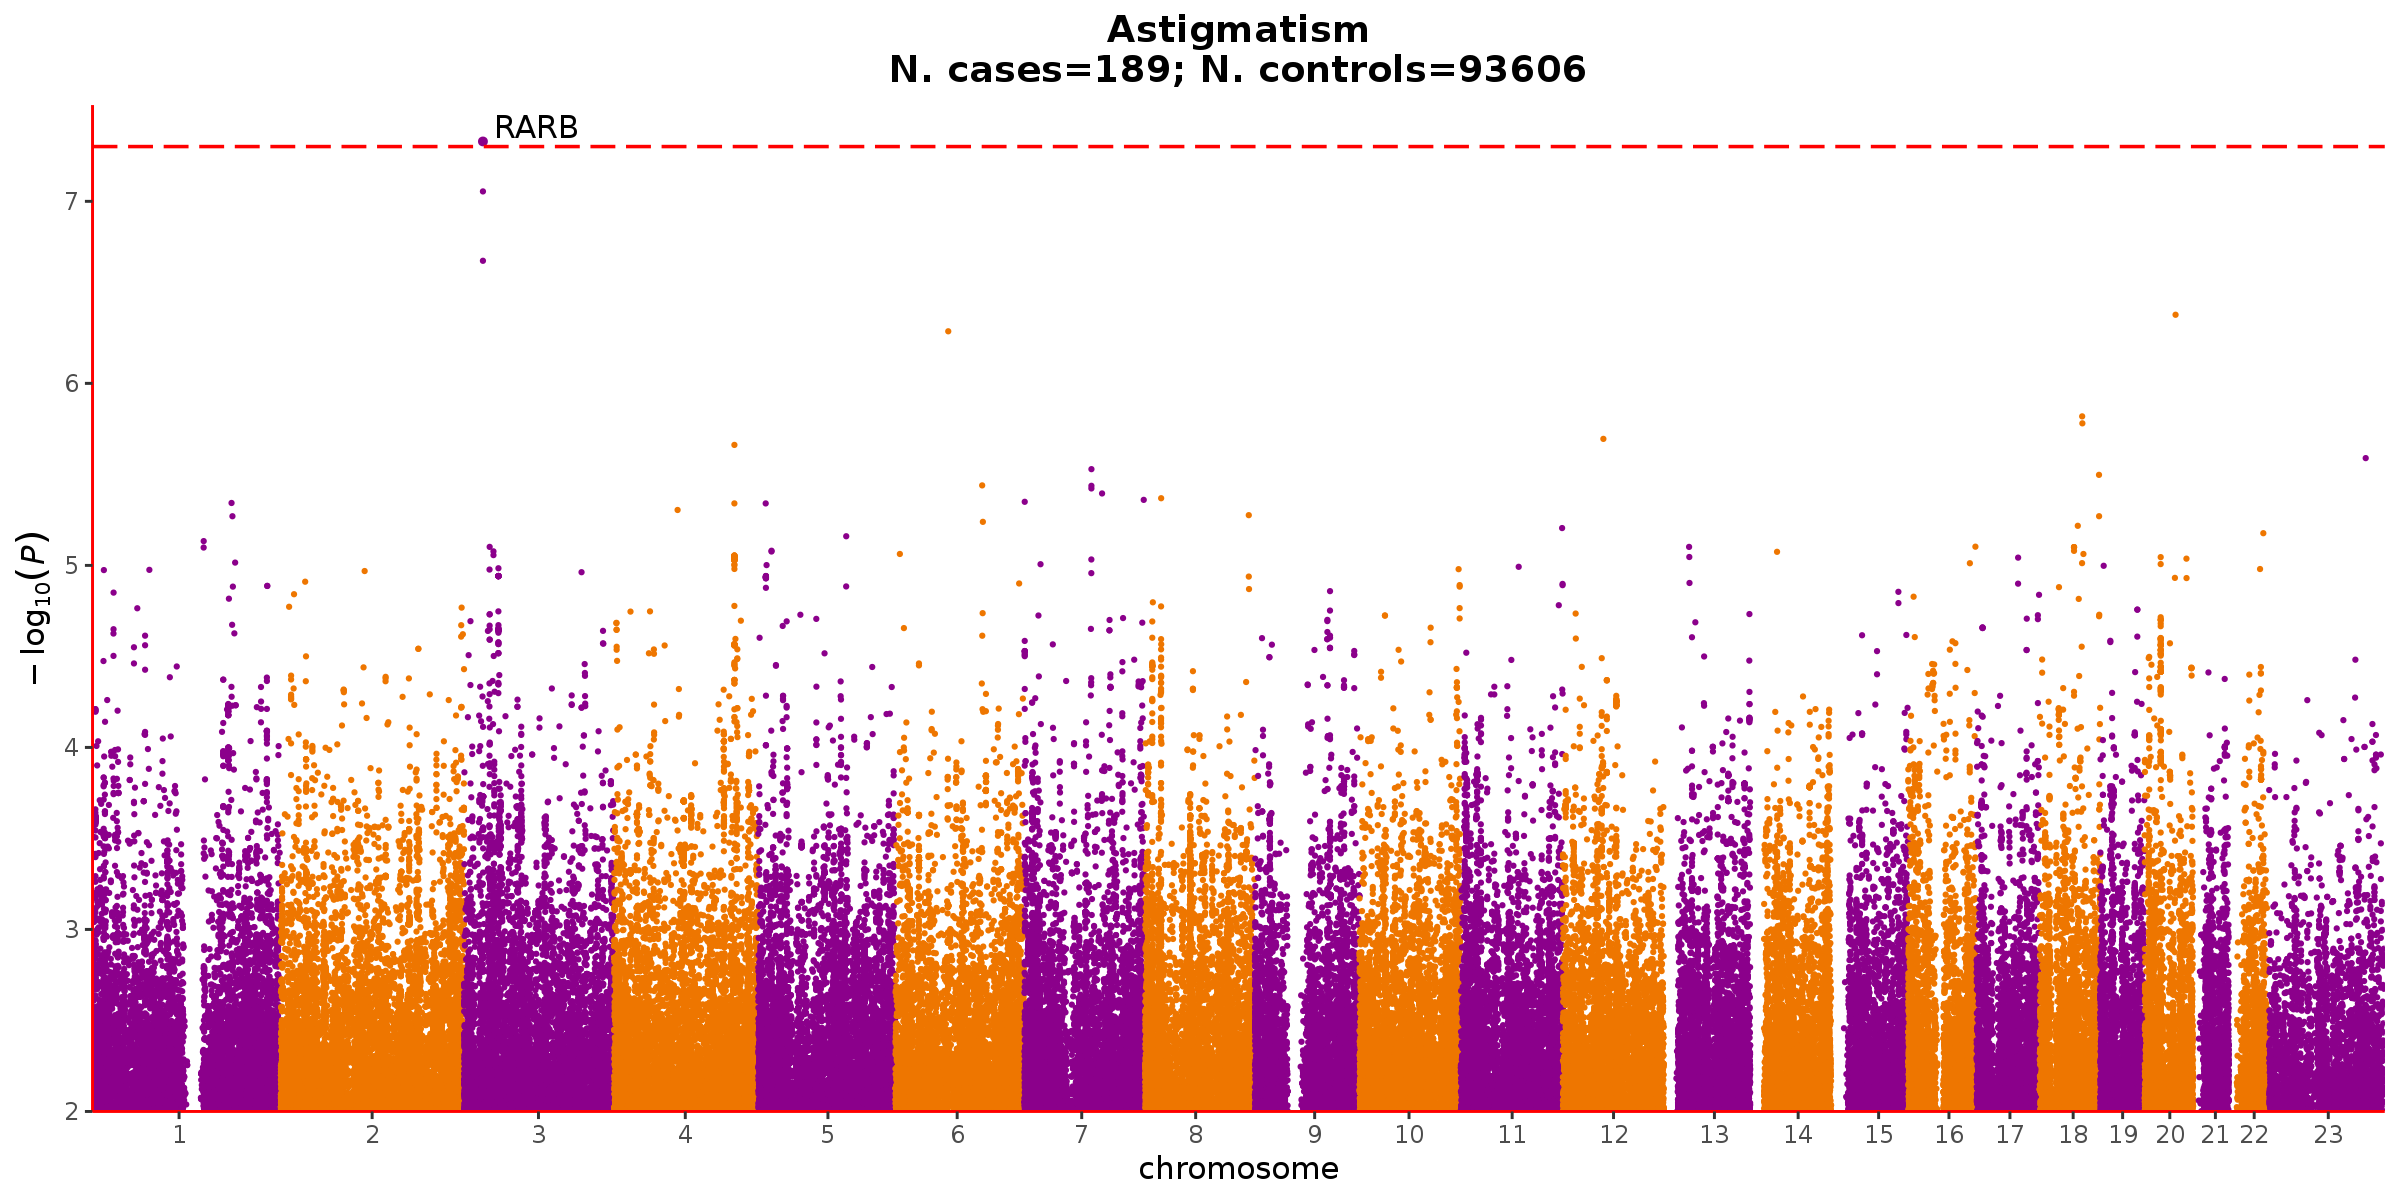 Astigmatism
N. cases=189; N. controls=93606
RARB
7
6
5
4
3
2
−log10(P)
1 2 3 4 5 6 7 8 9 10 11 12 13 14 15 16 17 18 19 20 21 22 23
chromosome